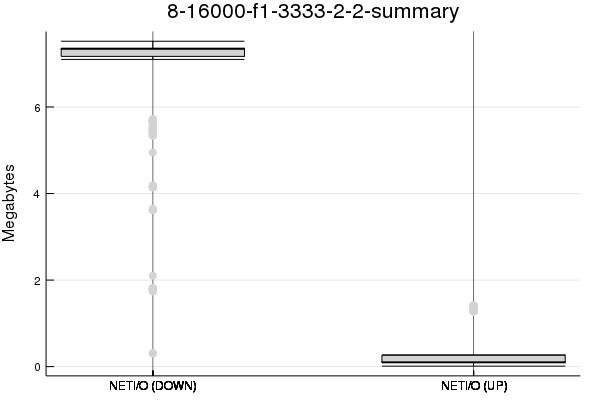 8-16000-f1-3333-2-2-summary
Megabytes
6
4
2
0
NETI/O (DOWN)
NETI/O (UP)